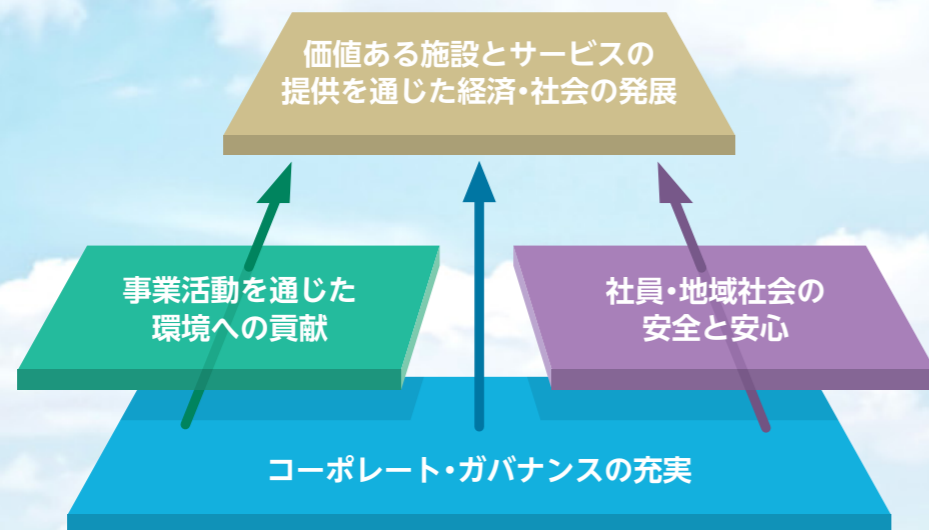 価値ある施設とサービスの
提供を通じた経済・社会の発展
事業活動を通じた
環境への貢献
社員・地域社会の
安全と安心
コーポレート・ガバナンスの充実